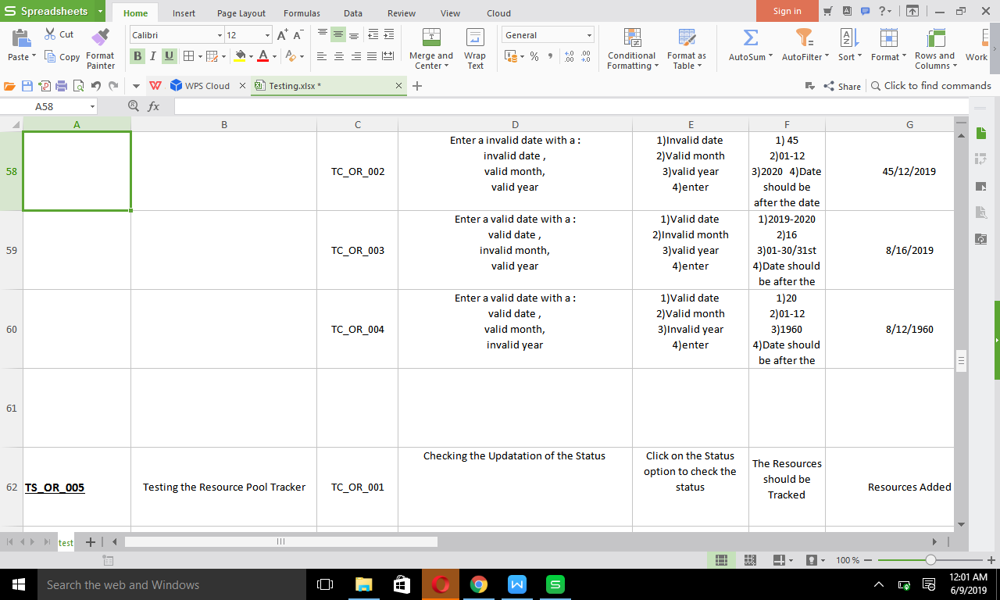 Spreadsheets
Home
Insert
Page Layout
Formulas
Data
Review
View
Cloud
Sign in
Cut
Paste
Copy
Format
Painter
Calibri
12
General
Merge and
Center
Wrap
Text
Conditional
Formatting
Format as
Table
AutoSum
AutoFilter
Sort
Format
Rows and
Columns
Work
WPS Cloud
Testing.xlsx *
Share
Click to find commands
A58
fx
A B C D E F G
58
TC_OR_002
Enter a invalid date with a :
invalid date ,
valid month,
valid year
1)Invalid date
2)Valid month
3)valid year
4)enter
1) 45
2)01-12
3)2020 4)Date
should be
after the date
45/12/2019
59
TC_OR_003
Enter a valid date with a :
valid date ,
invalid month,
valid year
1)Valid date
2)Invalid month
3)valid year
4)enter
1)2019-2020
2)16
3)01-30/31st
4)Date should
be after the
8/16/2019
60
TC_OR_004
Enter a valid date with a :
valid date ,
valid month,
invalid year
1)Valid date
2)Valid month
3)Invalid year
4)enter
1)20
2)01-12
3)1960
4)Date should
be after the
8/12/1960
61
62
TS_OR_005
Testing the Resource Pool Tracker
TC_OR_001
Checking the Updatation of the Status
Click on the Status
option to check the
status
The Resources
should be
Tracked
Resources Added
test
100 %
Search the web and Windows
12:01 AM
6/9/2019